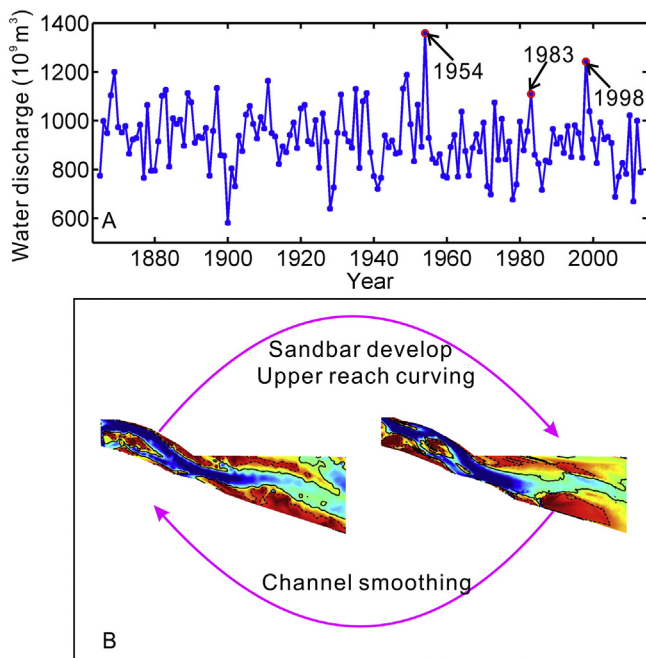 Water discharge (10⁹ m³)
1400
1200
1000
800
600
1954
1983
1998
A
1880
1900
1920
1940
1960
1980
2000
Year
Sandbar develop
Upper reach curving
Channel smoothing
B